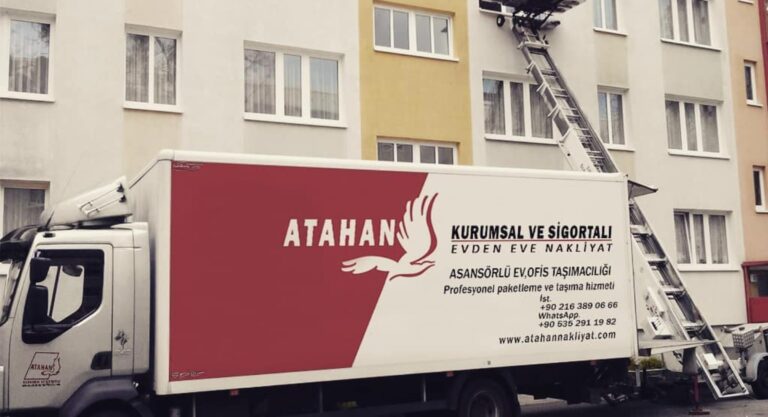 ATAHAN
KURUMSAL VE SİGORTALI
EVDEN EVE NAKLİYAT
ASANSÖRLÜ EV,OFİS TAŞIMACILIĞI
Profesyonel paketleme ve taşıma hizmeti
İst.
+90 216 389 06 66
WhatsApp.
+90 535 291 19 82
www.atahannakliyat.com
ATAHAN